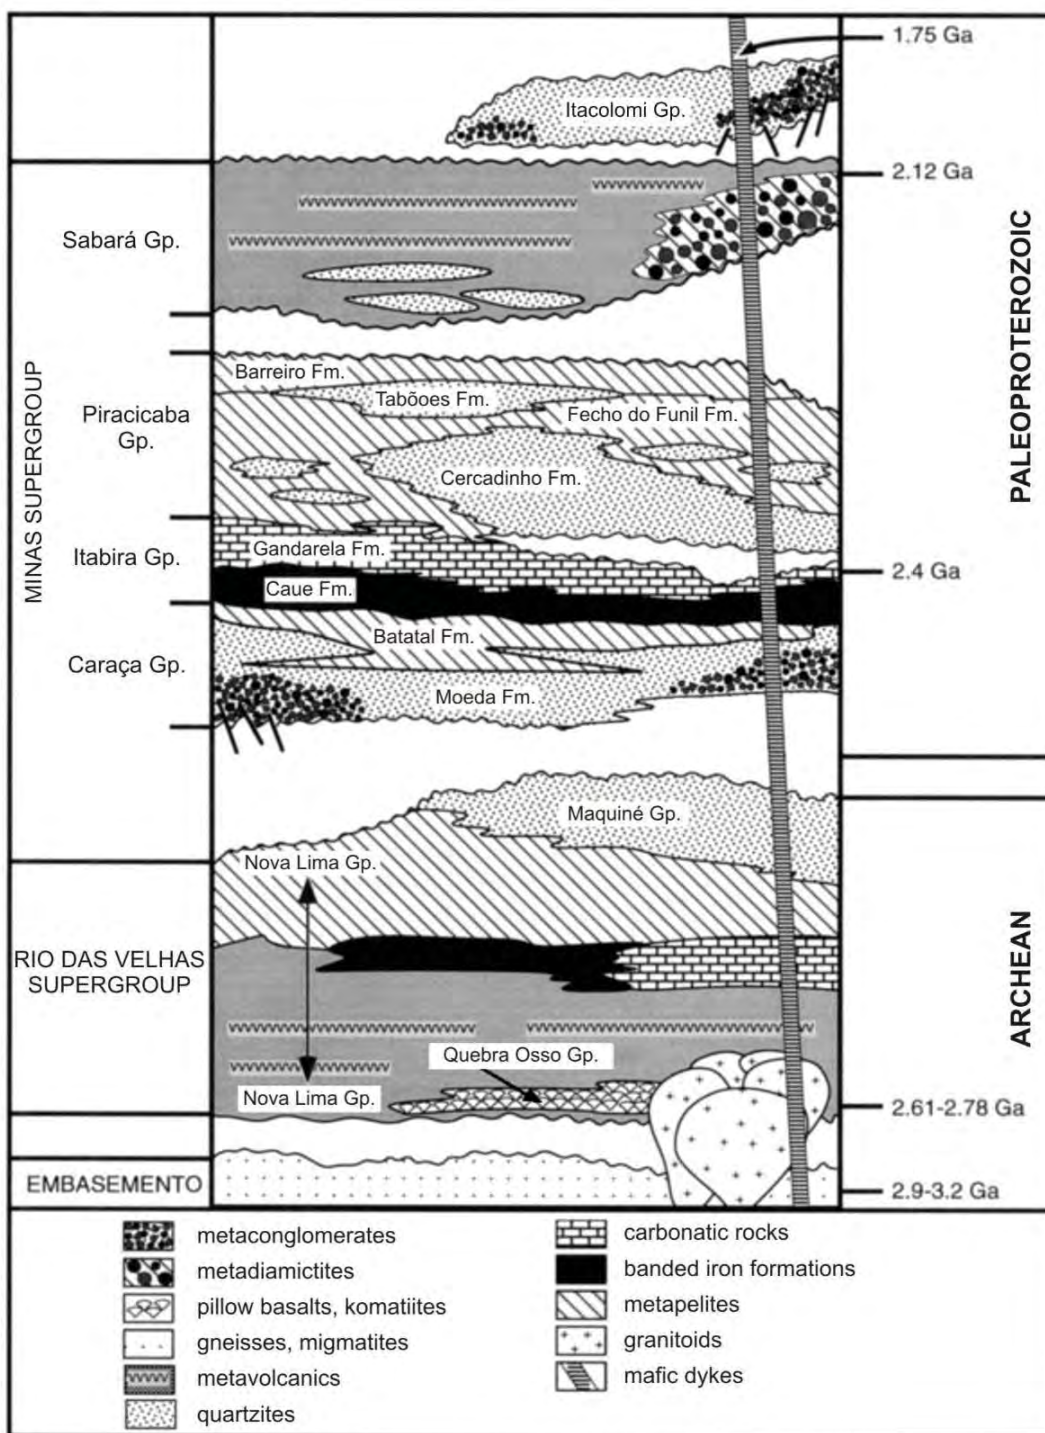 1.75 Ga
Itacolomi Gp.
2.12 Ga
Sabará Gp.
PALEOPROTEROZOIC
MINAS SUPERGROUP
Barreiro Fm.
Tabõoes Fm.
Fecho do Funil Fm.
Piracicaba
Gp.
Cercadinho Fm.
Itabira Gp.
Gandarela Fm.
2.4 Ga
Caue Fm.
Batatal Fm.
Caraça Gp.
Moeda Fm.
Maquiné Gp.
Nova Lima Gp.
ARCHEAN
RIO DAS VELHAS
SUPERGROUP
Quebra Osso Gp.
Nova Lima Gp.
2.61-2.78 Ga
EMBASEMENTO
2.9-3.2 Ga
metaconglomerates
metadiamictites
pillow basalts, komatiites
gneisses, migmatites
metavolcanics
quartzites
carbonatic rocks
banded iron formations
metapelites
granitoids
mafic dykes